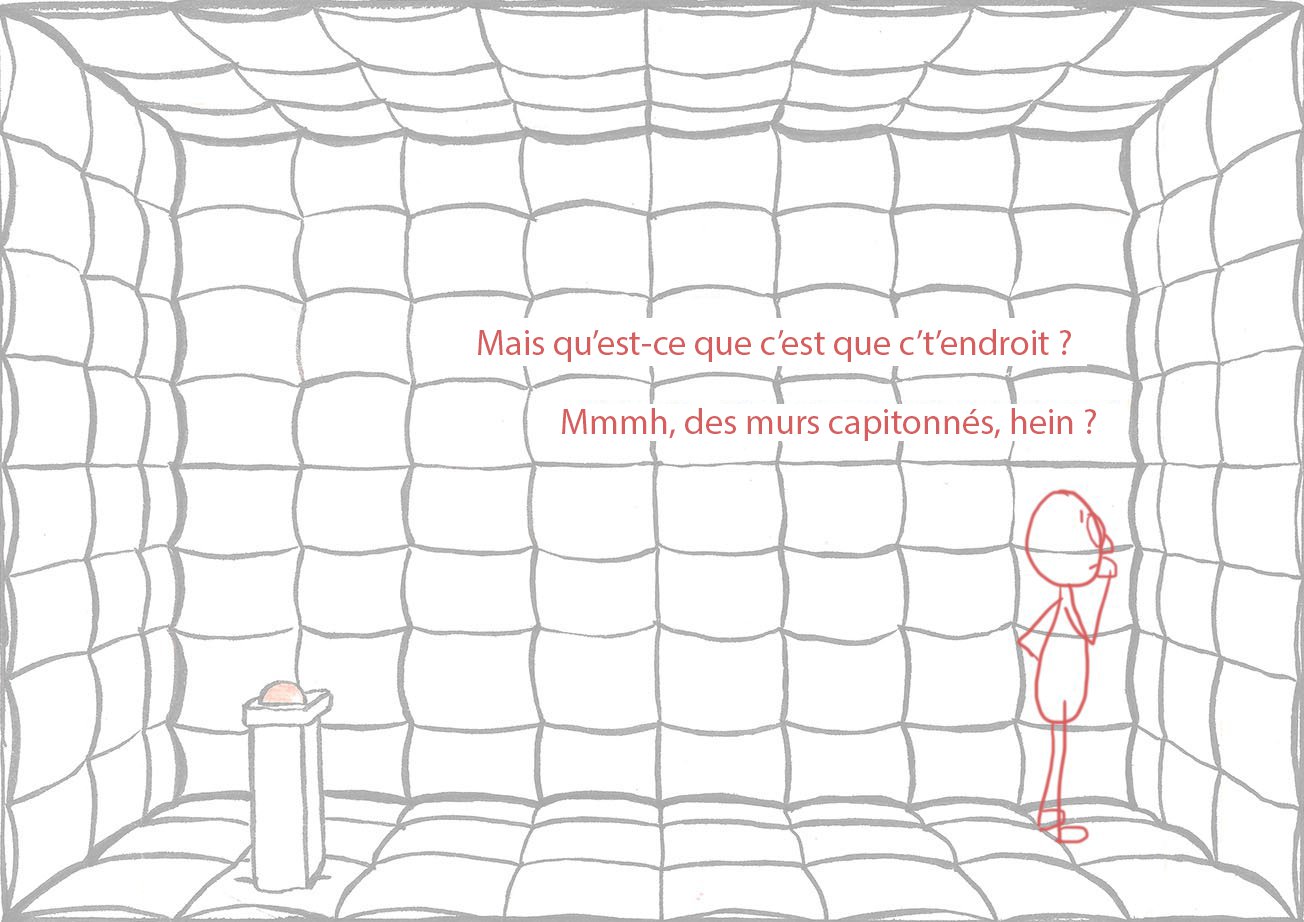 Mais qu’est-ce que c’est que c’t’endroit ?
Mmmh, des murs capitonnés, hein ?